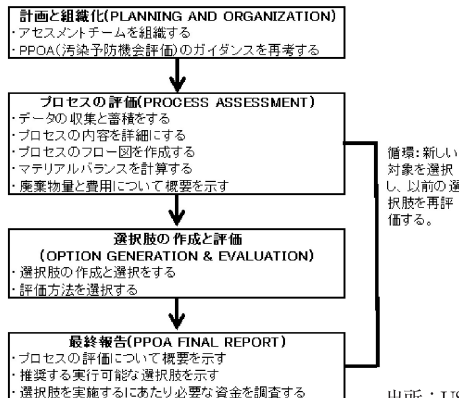 計画と組織化(PLANNING AND ORGANIZATION)
・アセスメントチームを組織する
・PPOA(汚染予防機会評価)のガイダンスを再考する
プロセスの評価(PROCESS ASSESSMENT)
・データの収集と蓄積をする
・プロセスの内容を詳細にする
・プロセスのフロー図を作成する
・マテリアルバランスを計算する
・廃棄物量と費用について概要を示す
循環:新しい
対象を選択
し、以前の選
択肢を再評
価する。
選択肢の作成と評価
(OPTION GENERATION & EVALUATION)
・選択肢の作成と選択をする
・評価方法を選択する
最終報告(PPOA FINAL REPORT)
・プロセスの評価について概要を示す
・推奨する実行可能な選択肢を示す
・選択肢を実施するにあたり必要な資金を調査する
出所:US